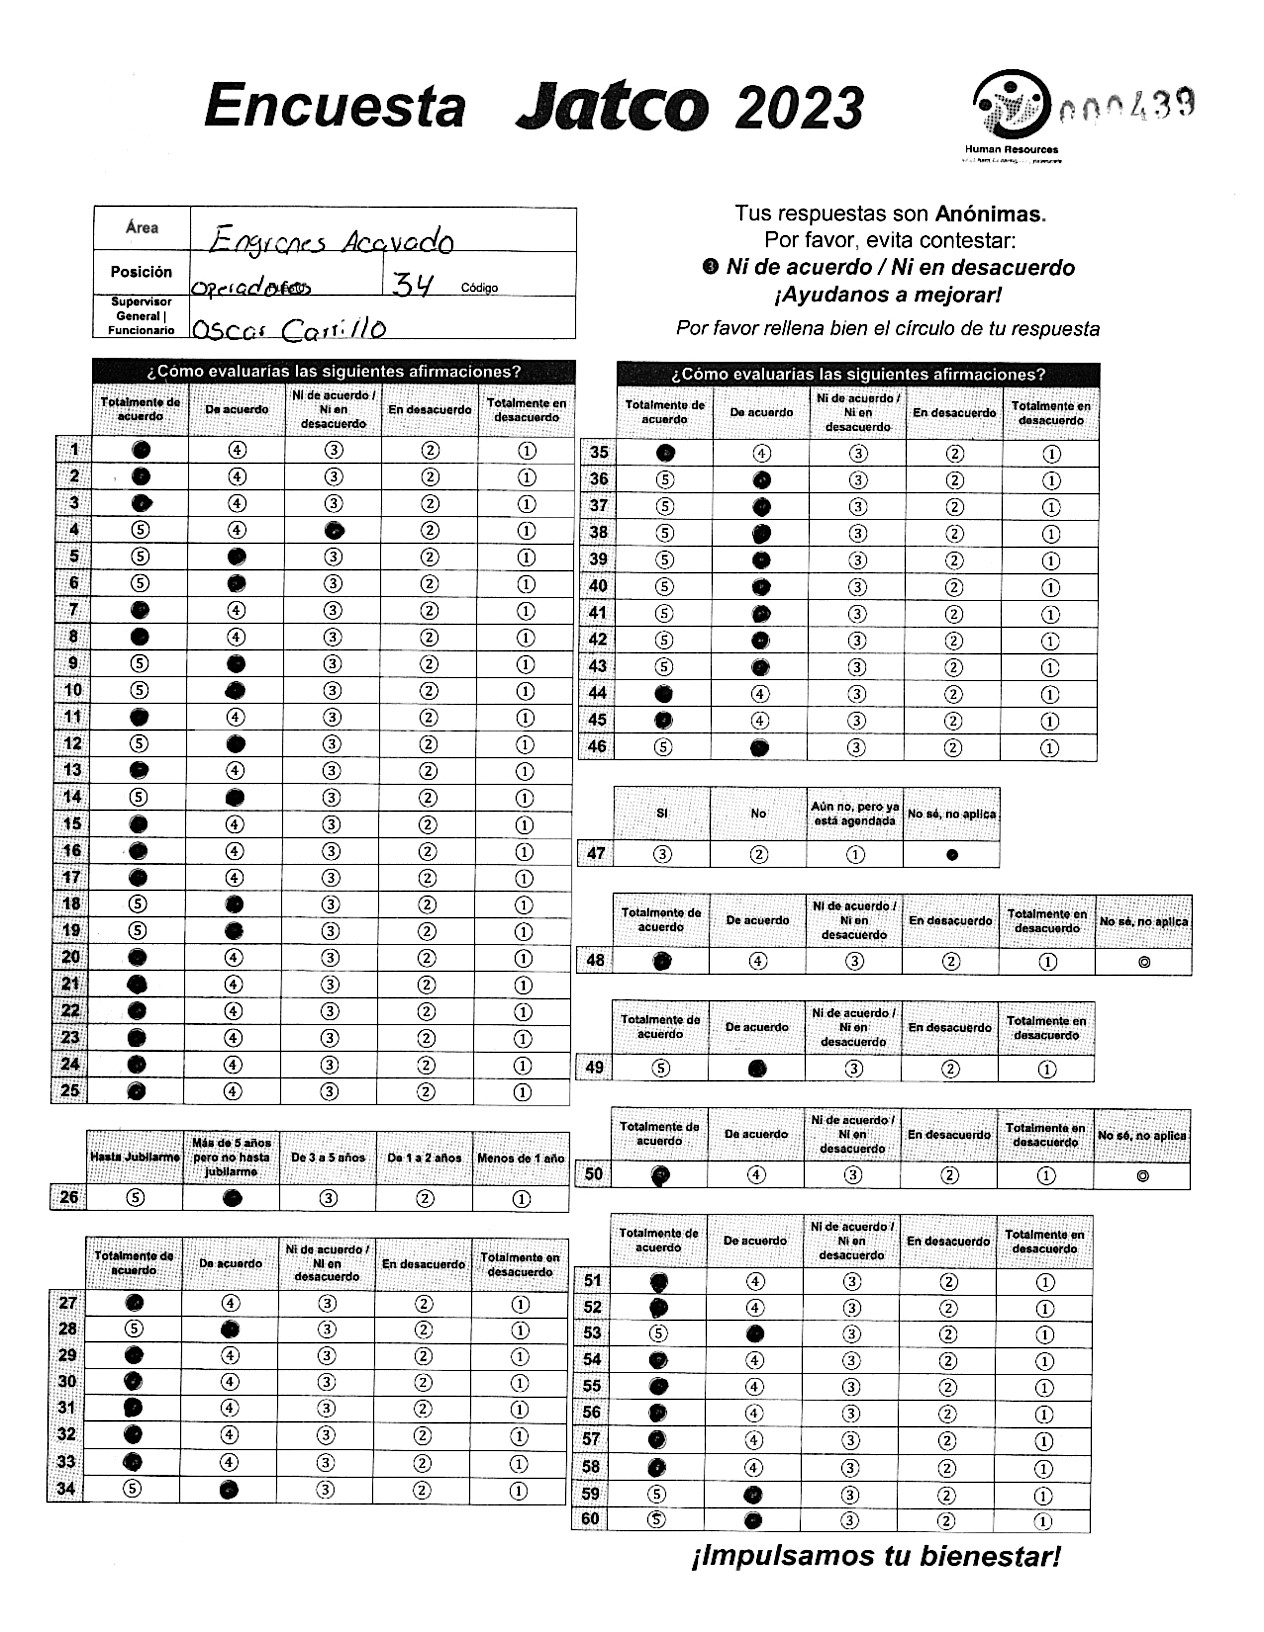 Encuesta Jatco 2023
000439
Human Resources
Área Engranes Acavado
Posición operadores 34 Código
Supervisor General | Funcionario Oscar Carrillo
Tus respuestas son Anónimas.
Por favor, evita contestar:
❸ Ni de acuerdo / Ni en desacuerdo
¡Ayudanos a mejorar!
Por favor rellena bien el círculo de tu respuesta
¿Cómo evaluarias las siguientes afirmaciones?
Totalmente de acuerdo De acuerdo Ni de acuerdo / Ni en desacuerdo En desacuerdo Totalmente en desacuerdo
1 ● ④ ③ ② ①
2 ● ④ ③ ② ①
3 ● ④ ③ ② ①
4 ⑤ ④ ● ② ①
5 ⑤ ● ③ ② ①
6 ⑤ ● ③ ② ①
7 ● ④ ③ ② ①
8 ● ④ ③ ② ①
9 ⑤ ● ③ ② ①
10 ⑤ ● ③ ② ①
11 ● ④ ③ ② ①
12 ⑤ ● ③ ② ①
13 ● ④ ③ ② ①
14 ⑤ ● ③ ② ①
15 ● ④ ③ ② ①
16 ● ④ ③ ② ①
17 ● ④ ③ ② ①
18 ⑤ ● ③ ② ①
19 ⑤ ● ③ ② ①
20 ● ④ ③ ② ①
21 ● ④ ③ ② ①
22 ● ④ ③ ② ①
23 ● ④ ③ ② ①
24 ● ④ ③ ② ①
25 ● ④ ③ ② ①
Hasta Jubilarme Más de 5 años pero no hasta jubilarme De 3 a 5 años De 1 a 2 años Menos de 1 año
26 ⑤ ● ③ ② ①
Totalmente de acuerdo De acuerdo Ni de acuerdo / Ni en desacuerdo En desacuerdo Totalmente en desacuerdo
27 ● ④ ③ ② ①
28 ⑤ ● ③ ② ①
29 ● ④ ③ ② ①
30 ● ④ ③ ② ①
31 ● ④ ③ ② ①
32 ● ④ ③ ② ①
33 ● ④ ③ ② ①
34 ⑤ ● ③ ② ①
¿Cómo evaluarias las siguientes afirmaciones?
Totalmente de acuerdo De acuerdo Ni de acuerdo / Ni en desacuerdo En desacuerdo Totalmente en desacuerdo
35 ● ④ ③ ② ①
36 ⑤ ● ③ ② ①
37 ⑤ ● ③ ② ①
38 ⑤ ● ③ ② ①
39 ⑤ ● ③ ② ①
40 ⑤ ● ③ ② ①
41 ⑤ ● ③ ② ①
42 ⑤ ● ③ ② ①
43 ⑤ ● ③ ② ①
44 ● ④ ③ ② ①
45 ● ④ ③ ② ①
46 ⑤ ● ③ ② ①
SI No Aún no, pero ya está agendada No sé, no aplica
47 ③ ② ① ●
Totalmente de acuerdo De acuerdo Ni de acuerdo / Ni en desacuerdo En desacuerdo Totalmente en desacuerdo No sé, no aplica
48 ● ④ ③ ② ① ◎
Totalmente de acuerdo De acuerdo Ni de acuerdo / Ni en desacuerdo En desacuerdo Totalmente en desacuerdo
49 ⑤ ● ③ ② ①
Totalmente de acuerdo De acuerdo Ni de acuerdo / Ni en desacuerdo En desacuerdo Totalmente en desacuerdo No sé, no aplica
50 ● ④ ③ ② ① ◎
Totalmente de acuerdo De acuerdo Ni de acuerdo / Ni en desacuerdo En desacuerdo Totalmente en desacuerdo
51 ● ④ ③ ② ①
52 ● ④ ③ ② ①
53 ⑤ ● ③ ② ①
54 ● ④ ③ ② ①
55 ● ④ ③ ② ①
56 ● ④ ③ ② ①
57 ● ④ ③ ② ①
58 ● ④ ③ ② ①
59 ⑤ ● ③ ② ①
60 ⑤ ● ③ ② ①
¡Impulsamos tu bienestar!